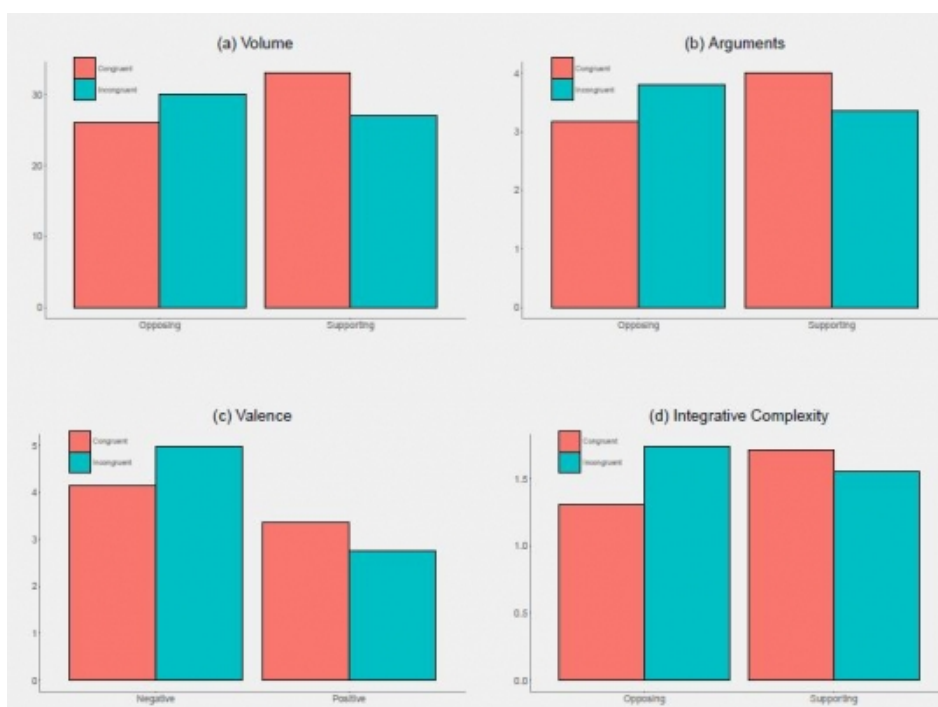 (a) Volume
Congruent
Incongruent
30
20
10
0
Opposing Supporting
(b) Arguments
Congruent
Incongruent
4
3
2
1
0
Opposing Supporting
(c) Valence
Congruent
Incongruent
5
4
3
2
1
0
Negative Positive
(d) Integrative Complexity
Congruent
Incongruent
1.5
1.0
0.5
0.0
Opposing Supporting